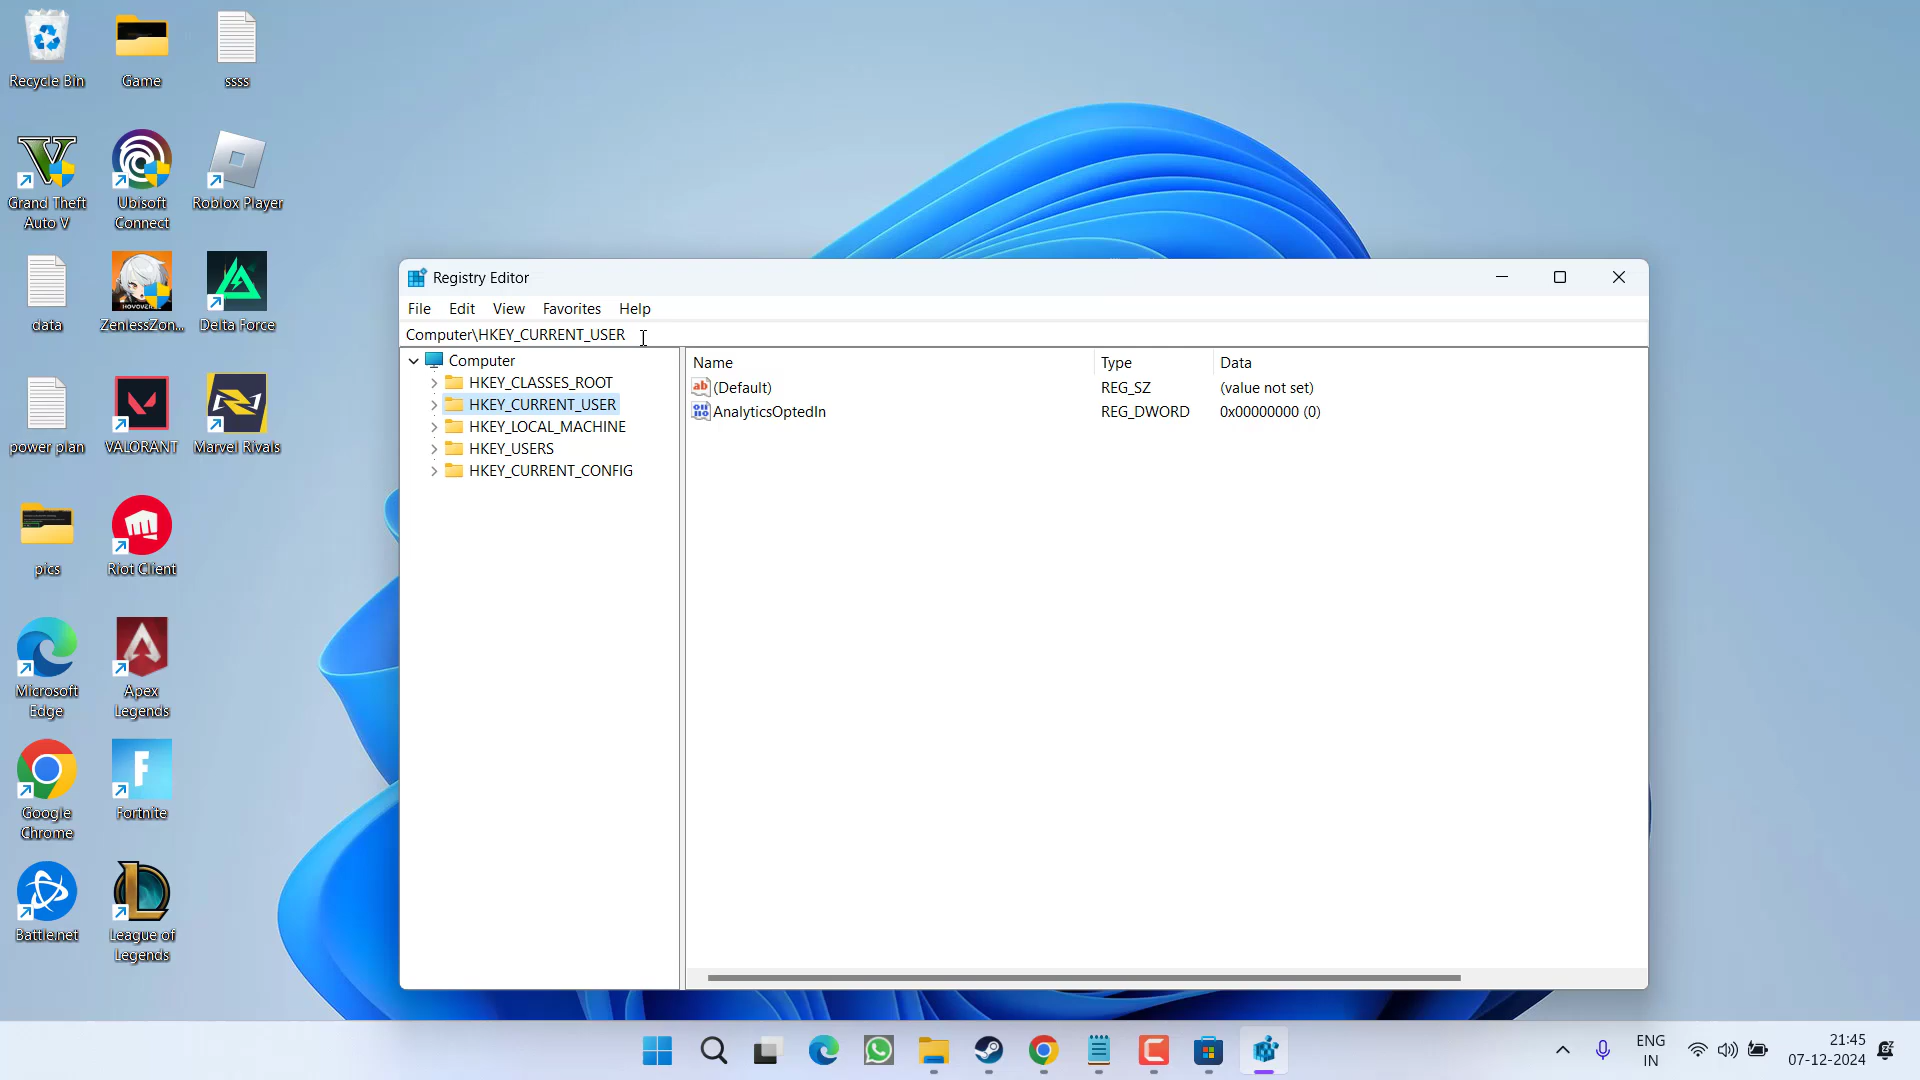 Recycle Bin
Game
ssss
Grand Theft
Auto V
Ubisoft
Connect
Roblox Player
data
HOYOVER
ZenlessZon...
Delta Force
power plan
VALORANT
Marvel Rivals
pics
Riot Client
Microsoft
Edge
Apex
Legends
Google
Chrome
Fortnite
Battle.net
League of
Legends
Registry Editor
File Edit View Favorites Help
Computer\HKEY_CURRENT_USER
Computer
HKEY_CLASSES_ROOT
HKEY_CURRENT_USER
HKEY_LOCAL_MACHINE
HKEY_USERS
HKEY_CURRENT_CONFIG
Name Type Data
(Default) REG_SZ (value not set)
AnalyticsOptedIn REG_DWORD 0x00000000 (0)
ENG
IN
21:45
07-12-2024